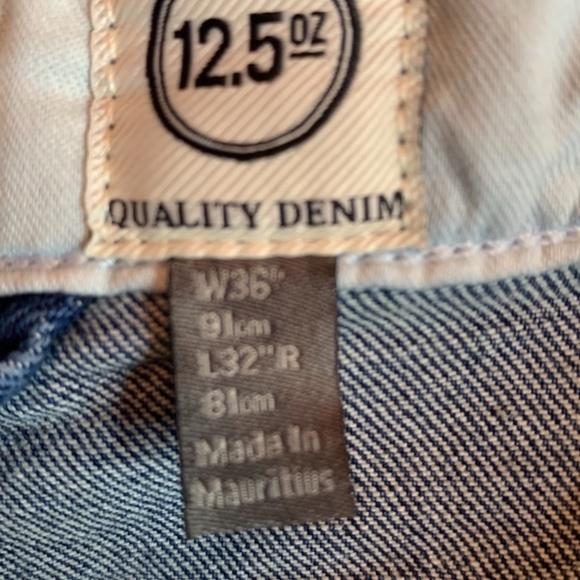 12.5oz
QUALITY DENIM
W36"
91cm
L32"R
81cm
Made In
Mauritius